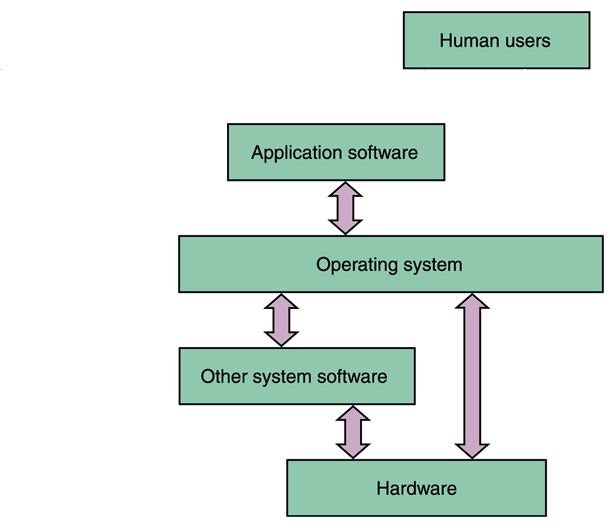 Human users
Application software
Operating system
Other system software
Hardware